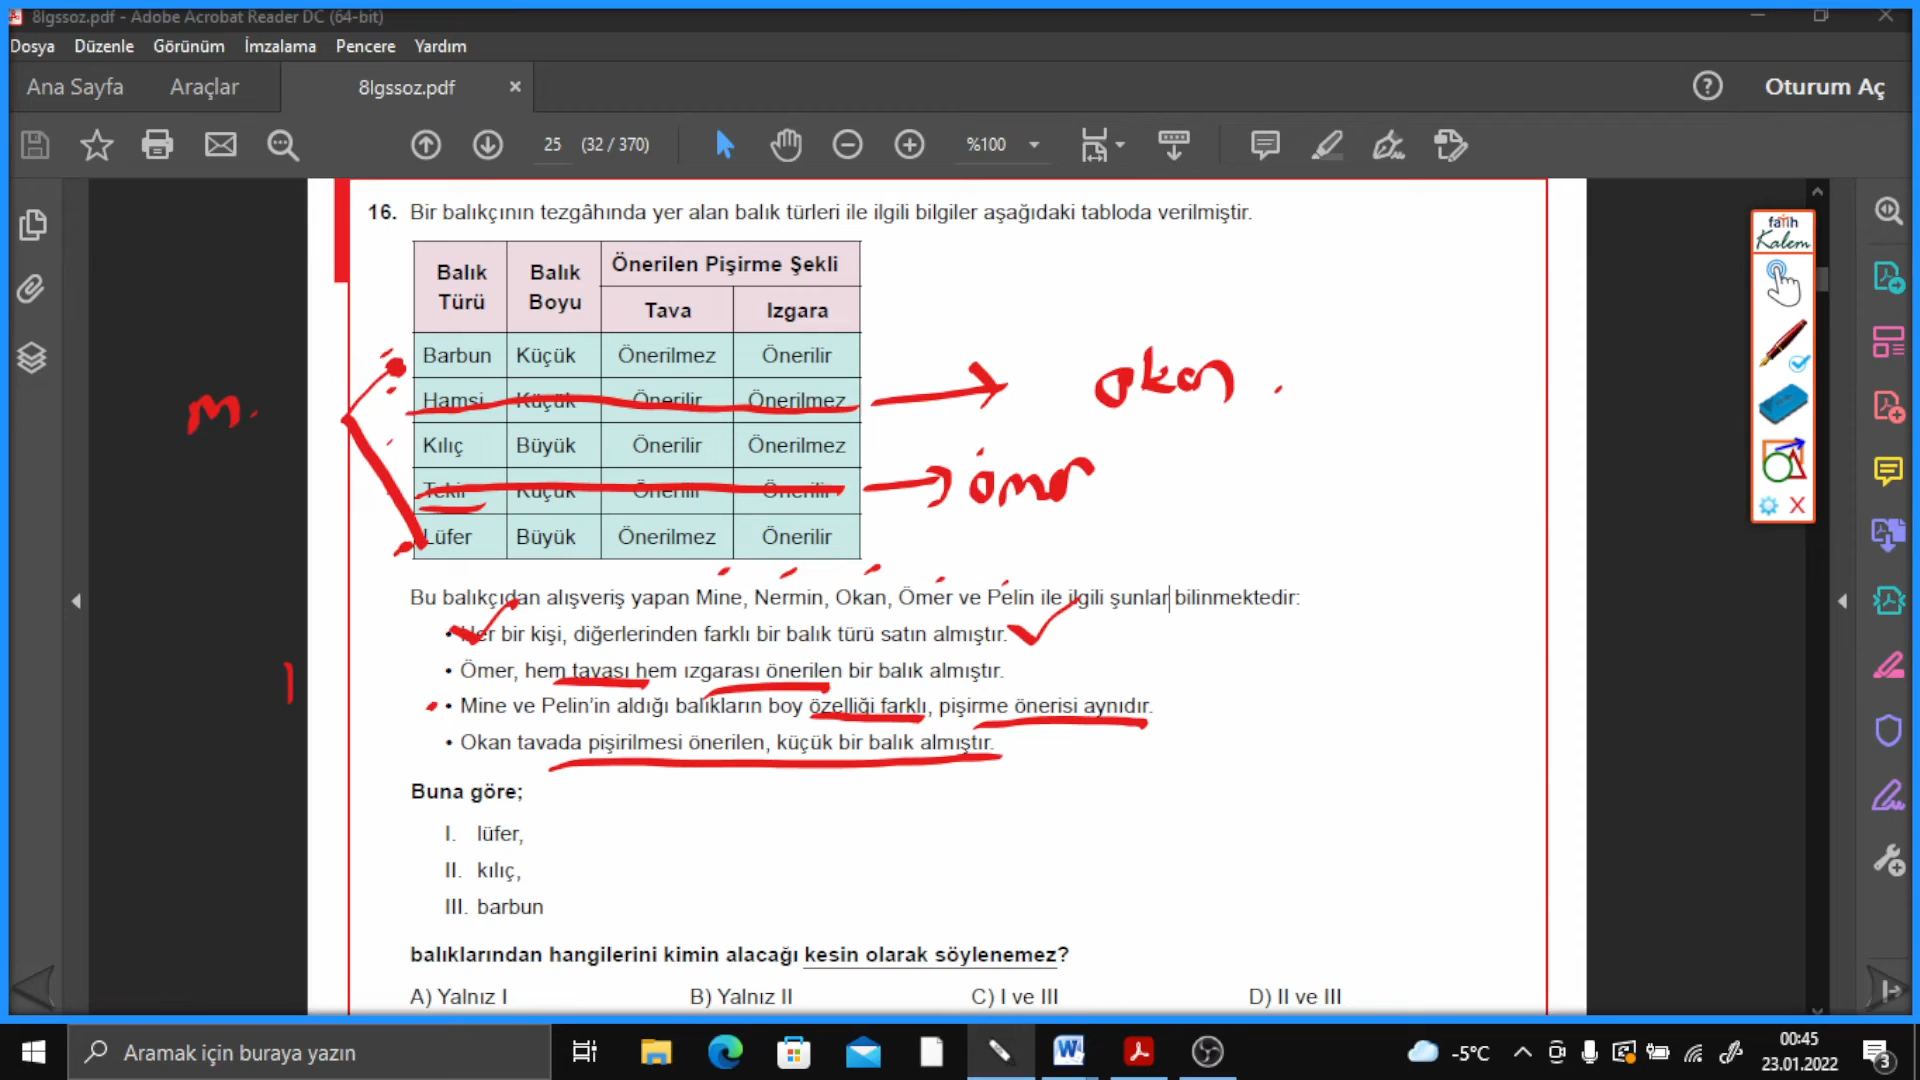 8lgssoz.pdf - Adobe Acrobat Reader DC (64-bit)
Dosya Düzenle Görünüm İmzalama Pencere Yardım
Ana Sayfa Araçlar 8lgssoz.pdf Oturum Aç
25 (32 / 370) %100
16. Bir balıkçının tezgâhında yer alan balık türleri ile ilgili bilgiler aşağıdaki tabloda verilmiştir.
Balık Türü Balık Boyu Önerilen Pişirme Şekli
Tava Izgara
Barbun Küçük Önerilmez Önerilir
Hamsi Küçük Önerilir Önerilmez
Kılıç Büyük Önerilir Önerilmez
Tekir Küçük Önerilir Önerilir
Lüfer Büyük Önerilmez Önerilir
M.
Okan
Ömer
fatih
Kalem
Bu balıkçıdan alışveriş yapan Mine, Nermin, Okan, Ömer ve Pelin ile ilgili şunlar bilinmektedir:
• Her bir kişi, diğerlerinden farklı bir balık türü satın almıştır.
• Ömer, hem tavası hem ızgarası önerilen bir balık almıştır.
• Mine ve Pelin'in aldığı balıkların boy özelliği farklı, pişirme önerisi aynıdır.
• Okan tavada pişirilmesi önerilen, küçük bir balık almıştır.
Buna göre;
I. lüfer,
II. kılıç,
III. barbun
balıklarından hangilerini kimin alacağı kesin olarak söylenemez?
A) Yalnız I B) Yalnız II C) I ve III D) II ve III
Aramak için buraya yazın
-5°C
00:45
23.01.2022
3